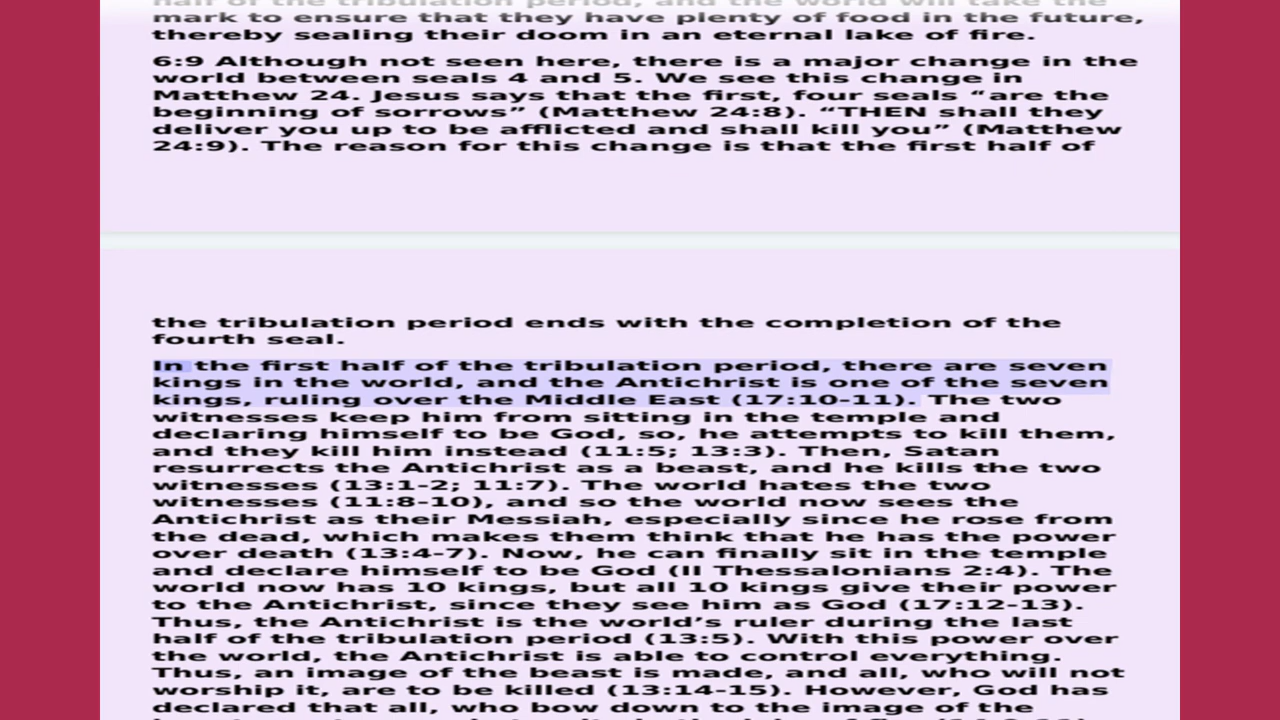 half of the tribulation period, and the world will take the
mark to ensure that they have plenty of food in the future,
thereby sealing their doom in an eternal lake of fire.
6:9 Although not seen here, there is a major change in the
world between seals 4 and 5. We see this change in
Matthew 24. Jesus says that the first, four seals “are the
beginning of sorrows” (Matthew 24:8). “THEN shall they
deliver you up to be afflicted and shall kill you” (Matthew
24:9). The reason for this change is that the first half of
the tribulation period ends with the completion of the
fourth seal.
In the first half of the tribulation period, there are seven
kings in the world, and the Antichrist is one of the seven
kings, ruling over the Middle East (17:10-11). The two
witnesses keep him from sitting in the temple and
declaring himself to be God, so, he attempts to kill them,
and they kill him instead (11:5; 13:3). Then, Satan
resurrects the Antichrist as a beast, and he kills the two
witnesses (13:1-2; 11:7). The world hates the two
witnesses (11:8-10), and so the world now sees the
Antichrist as their Messiah, especially since he rose from
the dead, which makes them think that he has the power
over death (13:4-7). Now, he can finally sit in the temple
and declare himself to be God (II Thessalonians 2:4). The
world now has 10 kings, but all 10 kings give their power
to the Antichrist, since they see him as God (17:12-13).
Thus, the Antichrist is the world’s ruler during the last
half of the tribulation period (13:5). With this power over
the world, the Antichrist is able to control everything.
Thus, an image of the beast is made, and all, who will not
worship it, are to be killed (13:14-15). However, God has
declared that all, who bow down to the image of the